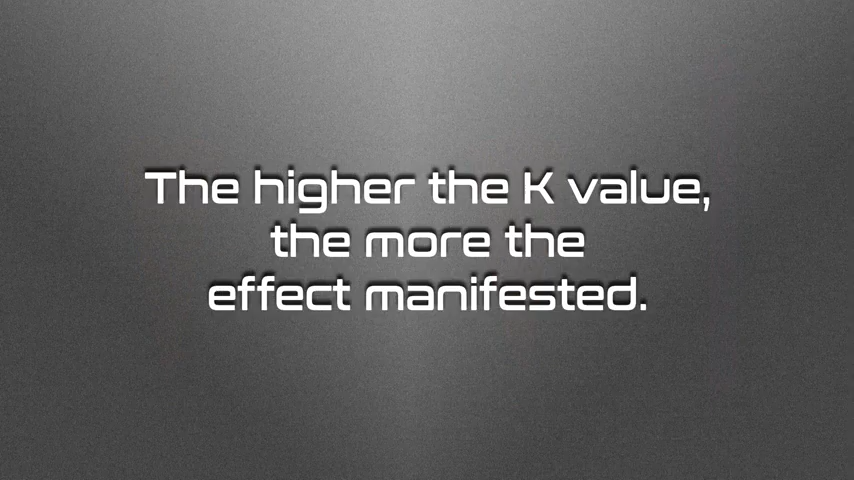 The higher the K value,
the more the
effect manifested.